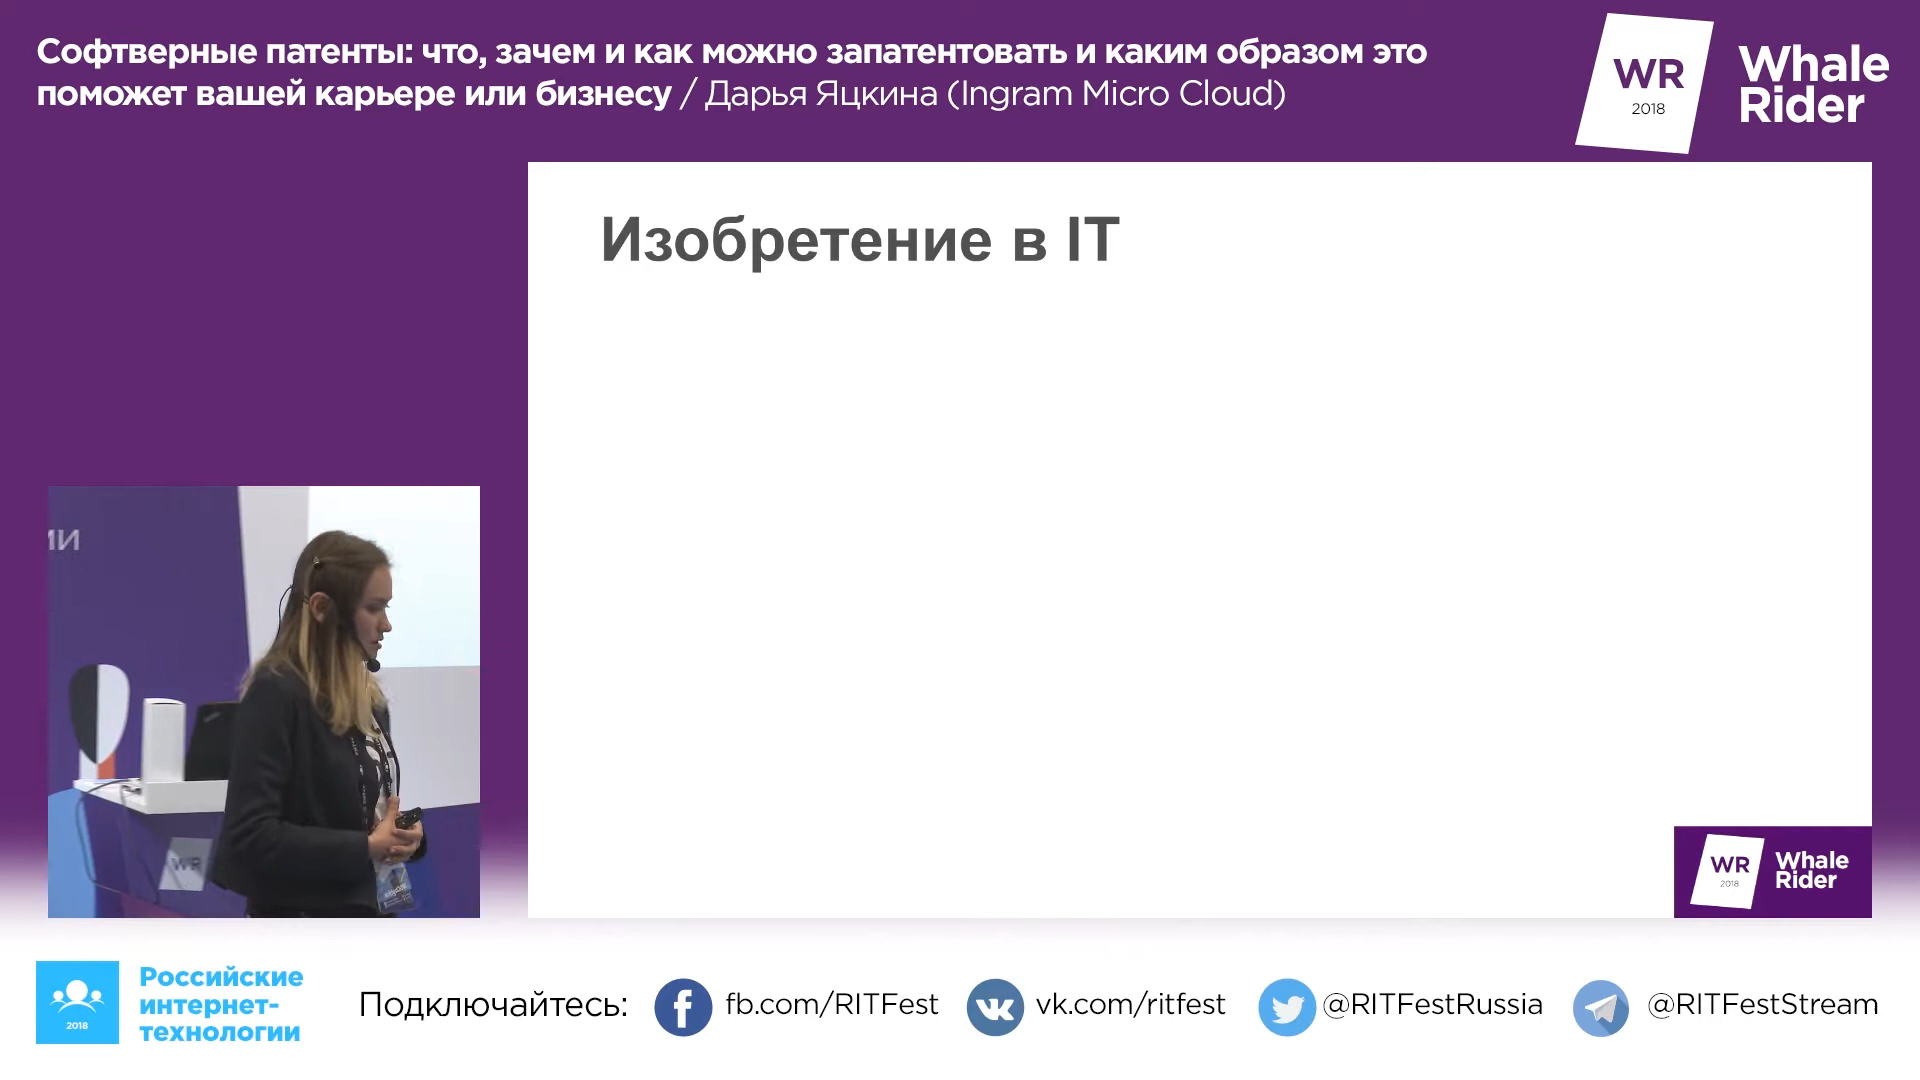 Софтверные патенты: что, зачем и как можно запатентовать и каким образом это
поможет вашей карьере или бизнесу / Дарья Яцкина (Ingram Micro Cloud)
WR
2018
Whale
Rider
Изобретение в IT
ИИ
WR
WR
2018
Whale
Rider
2018
Российские
интернет-
технологии
Подключайтесь:
fb.com/RITFest
vk.com/ritfest
@RITFestRussia
@RITFestStream